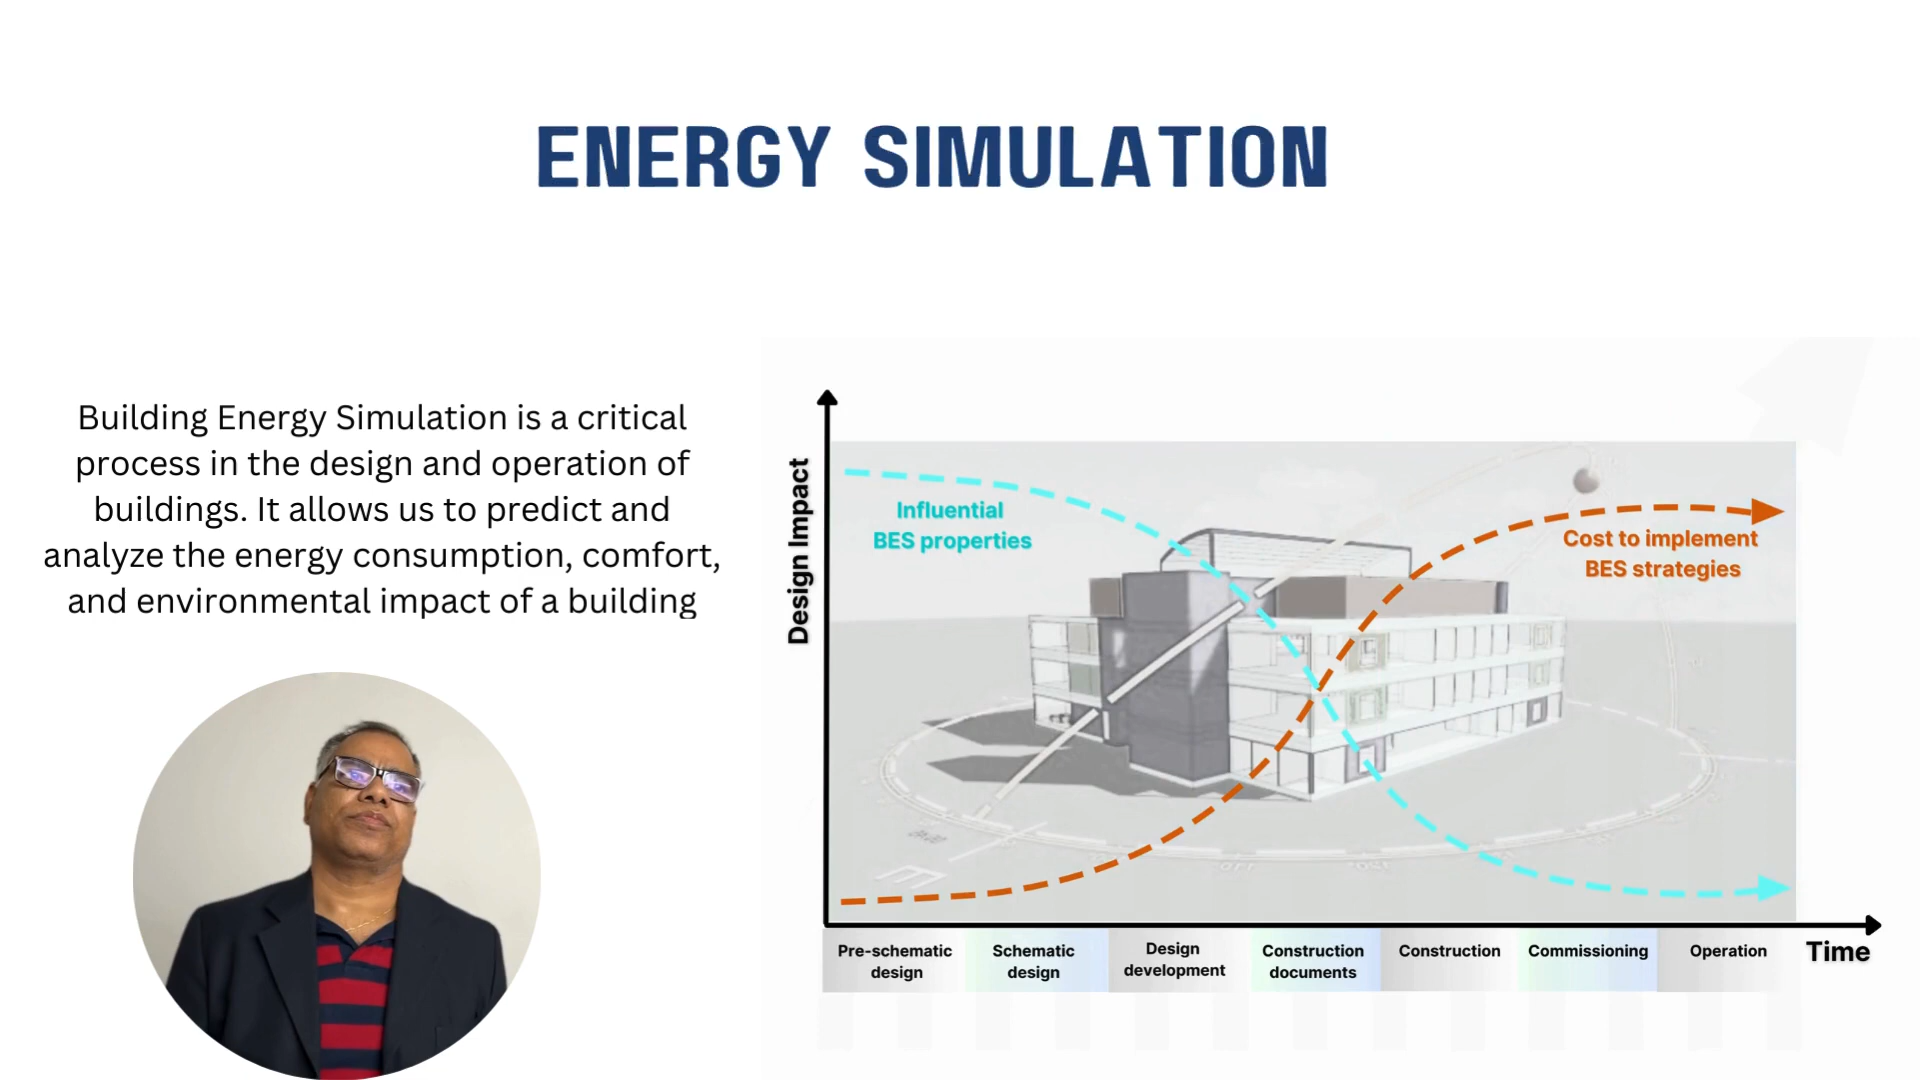 ENERGY SIMULATION
Building Energy Simulation is a critical
process in the design and operation of
buildings. It allows us to predict and
analyze the energy consumption, comfort,
and environmental impact of a building
Design Impact
Influential
BES properties
Cost to implement
BES strategies
Pre-schematic
design
Schematic
design
Design
development
Construction
documents
Construction
Commissioning
Operation
Time